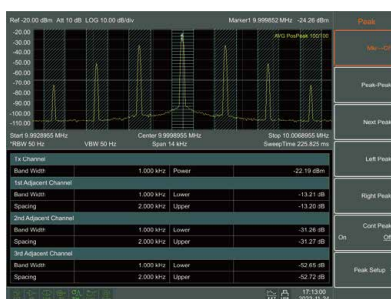 Ref -20.00 dBm Att 10 dB LOG 10.00 dB/div Marker1 9.999652 MHz -24.26 dBm
Peak
-20.00 AVG PosPeak 100/100
-30.00
-40.00
-50.00
-60.00
-70.00
-80.00
-90.00
-100.00
-110.00
Peak-Peak
Next Peak
Left Peak
Right Peak
Cont Peak
On Off
Peak Setup
Start 9.9928955 MHz Center 9.9998955 MHz Stop 10.0068955 MHz
*RBW 50 Hz VBW 50 Hz Span 14 kHz SweepTime 225.825 ms
Tx Channel
Band Width 1.000 kHz Power -22.19 dBm
1st Adjacent Channel
Band Width 1.000 kHz Lower -13.21 dB
Spacing 2.000 kHz Upper -13.20 dB
2nd Adjacent Channel
Band Width 1.000 kHz Lower -31.26 dB
Spacing 2.000 kHz Upper -31.27 dB
3rd Adjacent Channel
Band Width 1.000 kHz Lower -52.65 dB
Spacing 2.000 kHz Upper -52.72 dB
17:13:00